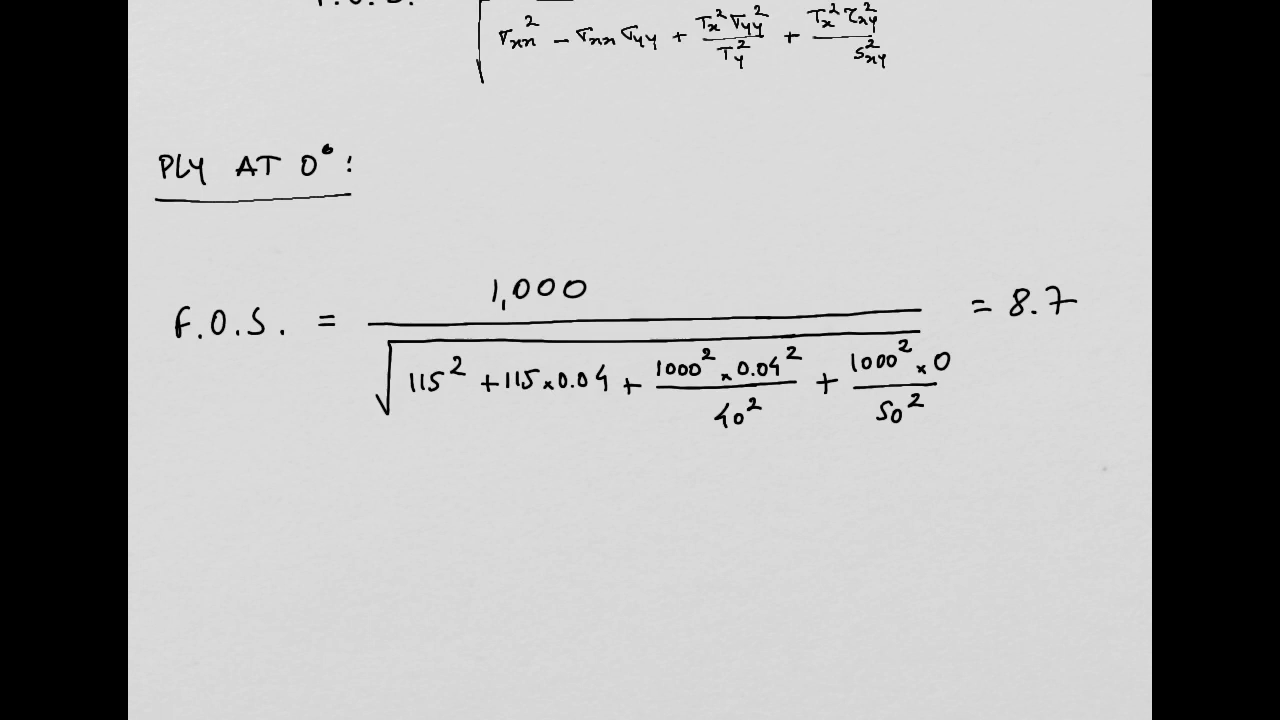 F.O.S.
σxx² - σxx σyy + Tx² σyy² / Ty² + Tx² τxy² / Sxy²
PLY AT 0°:
F.O.S. = 1,000 / √(115² + 115 × 0.04 + 1000² × 0.04² / 40² + 1000² × 0 / 50²) = 8.7